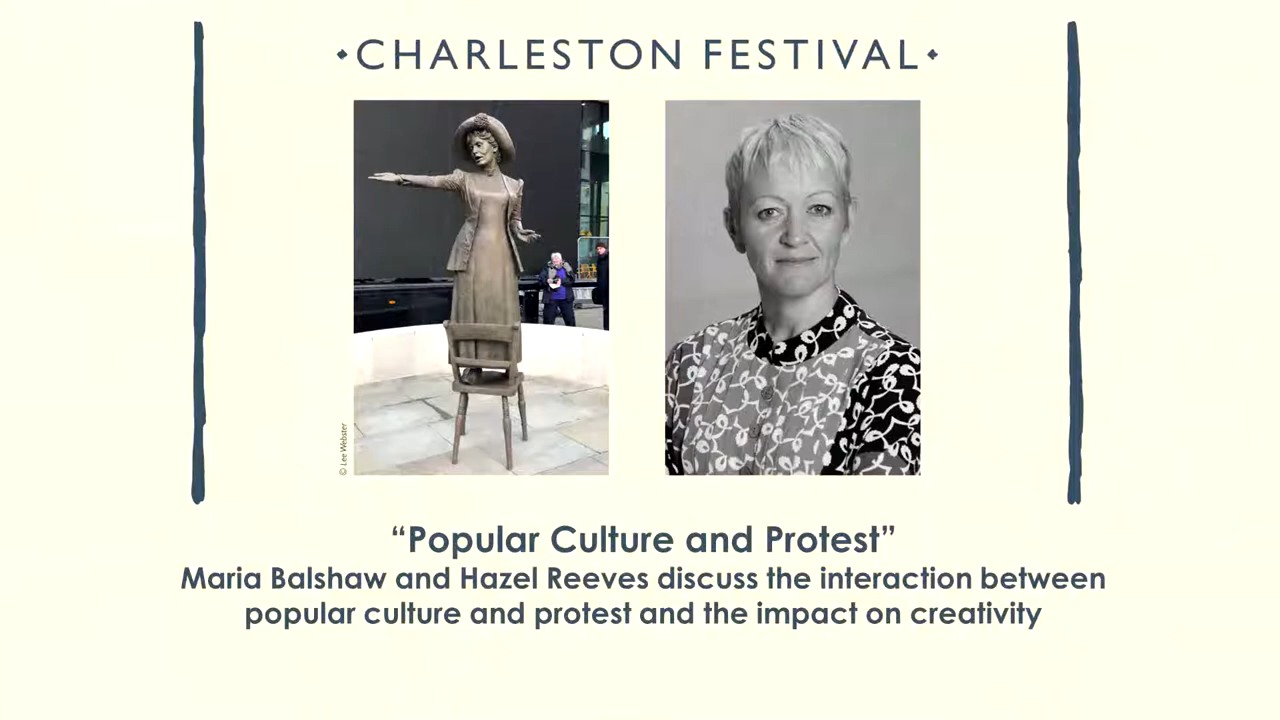 ·CHARLESTON FESTIVAL·
© Lee Webster
“Popular Culture and Protest”
Maria Balshaw and Hazel Reeves discuss the interaction between
popular culture and protest and the impact on creativity